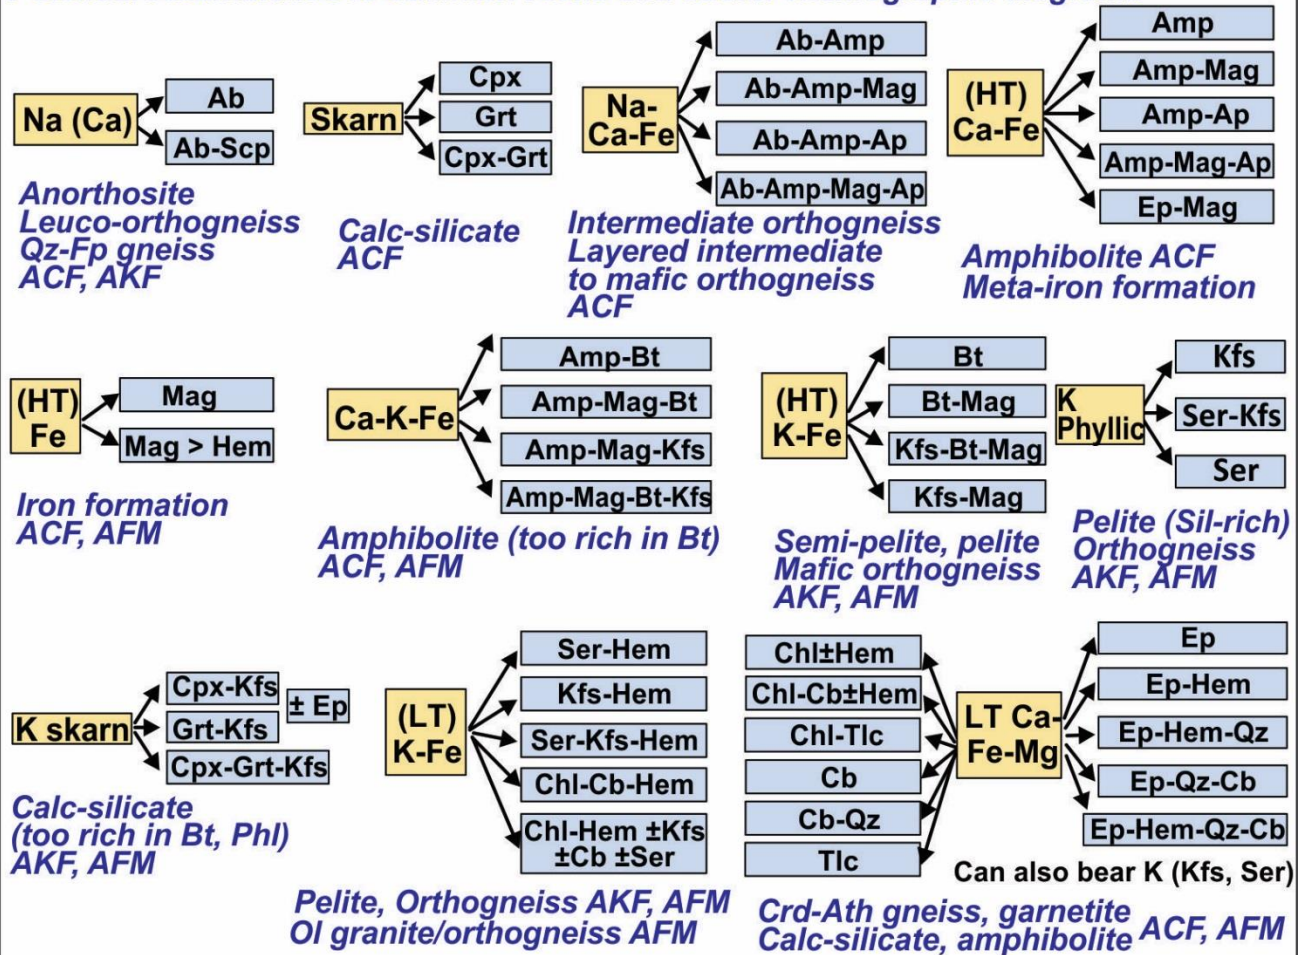 Na (Ca)
Ab
Ab-Scp
Anorthosite
Leuco-orthogneiss
Qz-Fp gneiss
ACF, AKF
Skarn
Cpx
Grt
Cpx-Grt
Calc-silicate
ACF
Na-
Ca-Fe
Ab-Amp
Ab-Amp-Mag
Ab-Amp-Ap
Ab-Amp-Mag-Ap
Intermediate orthogneiss
Layered intermediate
to mafic orthogneiss
ACF
(HT)
Ca-Fe
Amp
Amp-Mag
Amp-Ap
Amp-Mag-Ap
Ep-Mag
Amphibolite ACF
Meta-iron formation
(HT)
Fe
Mag
Mag > Hem
Iron formation
ACF, AFM
Ca-K-Fe
Amp-Bt
Amp-Mag-Bt
Amp-Mag-Kfs
Amp-Mag-Bt-Kfs
Amphibolite (too rich in Bt)
ACF, AFM
(HT)
K-Fe
Bt
Bt-Mag
Kfs-Bt-Mag
Kfs-Mag
Semi-pelite, pelite
Mafic orthogneiss
AKF, AFM
K
Phyllic
Kfs
Ser-Kfs
Ser
Pelite (Sil-rich)
Orthogneiss
AKF, AFM
K skarn
Cpx-Kfs
Grt-Kfs
Cpx-Grt-Kfs
± Ep
Calc-silicate
(too rich in Bt, Phl)
AKF, AFM
(LT)
K-Fe
Ser-Hem
Kfs-Hem
Ser-Kfs-Hem
Chl-Cb-Hem
Chl-Hem ±Kfs
±Cb ±Ser
Pelite, Orthogneiss AKF, AFM
Ol granite/orthogneiss AFM
Chl±Hem
Chl-Cb±Hem
Chl-Tlc
Cb
Cb-Qz
Tlc
LT Ca-
Fe-Mg
Ep
Ep-Hem
Ep-Hem-Qz
Ep-Qz-Cb
Ep-Hem-Qz-Cb
Can also bear K (Kfs, Ser)
Crd-Ath gneiss, garnetite
Calc-silicate, amphibolite
ACF, AFM